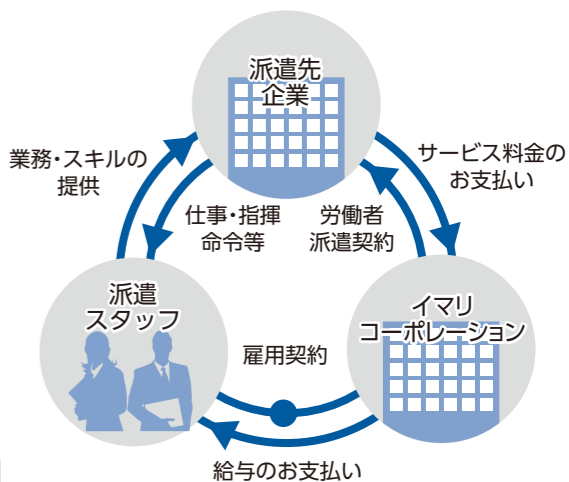 派遣先
企業
業務・スキルの
提供
サービス料金の
お支払い
仕事・指揮
命令等
労働者
派遣契約
派遣
スタッフ
イマリ
コーポレーション
雇用契約
給与のお支払い